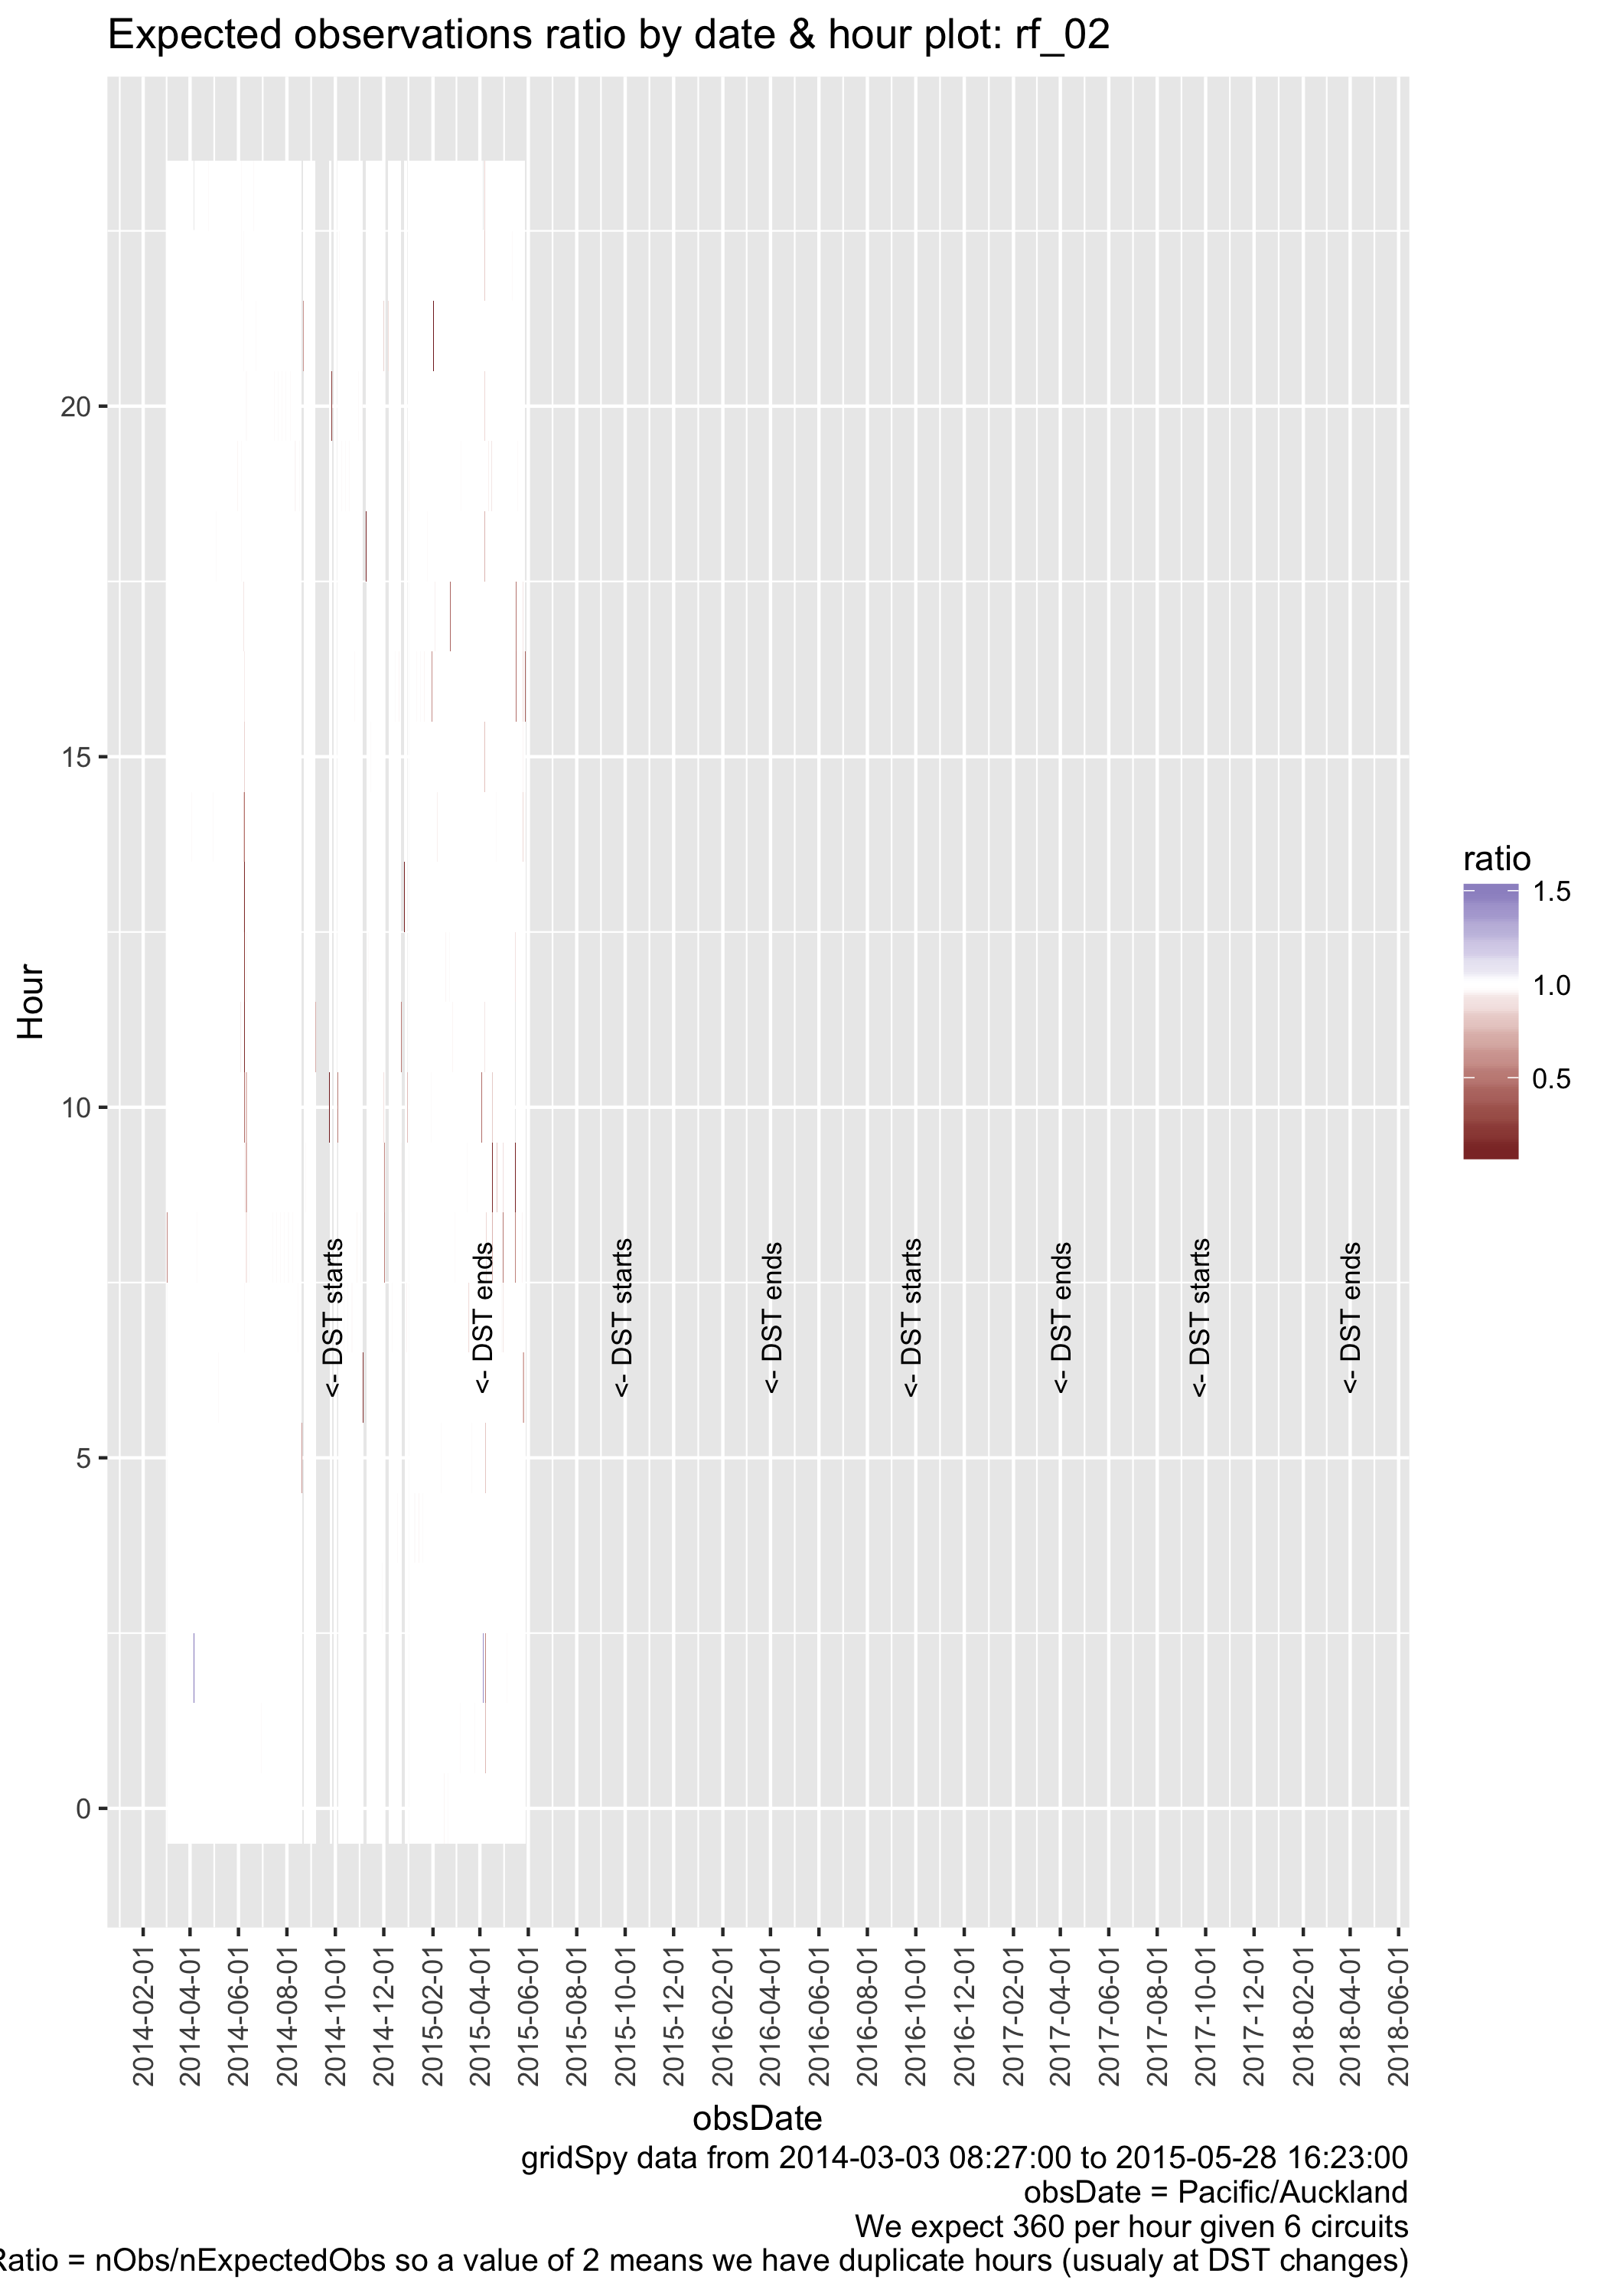 Expected observations ratio by date & hour plot: rf_02
Hour
20
15
10
5
0
<- DST starts
<- DST ends
<- DST starts
<- DST ends
<- DST starts
<- DST ends
<- DST starts
<- DST ends
ratio
1.5
1.0
0.5
2014-02-01
2014-04-01
2014-06-01
2014-08-01
2014-10-01
2014-12-01
2015-02-01
2015-04-01
2015-06-01
2015-08-01
2015-10-01
2015-12-01
2016-02-01
2016-04-01
2016-06-01
2016-08-01
2016-10-01
2016-12-01
2017-02-01
2017-04-01
2017-06-01
2017-08-01
2017-10-01
2017-12-01
2018-02-01
2018-04-01
2018-06-01
obsDate
gridSpy data from 2014-03-03 08:27:00 to 2015-05-28 16:23:00
obsDate = Pacific/Auckland
We expect 360 per hour given 6 circuits
Ratio = nObs/nExpectedObs so a value of 2 means we have duplicate hours (usualy at DST changes)